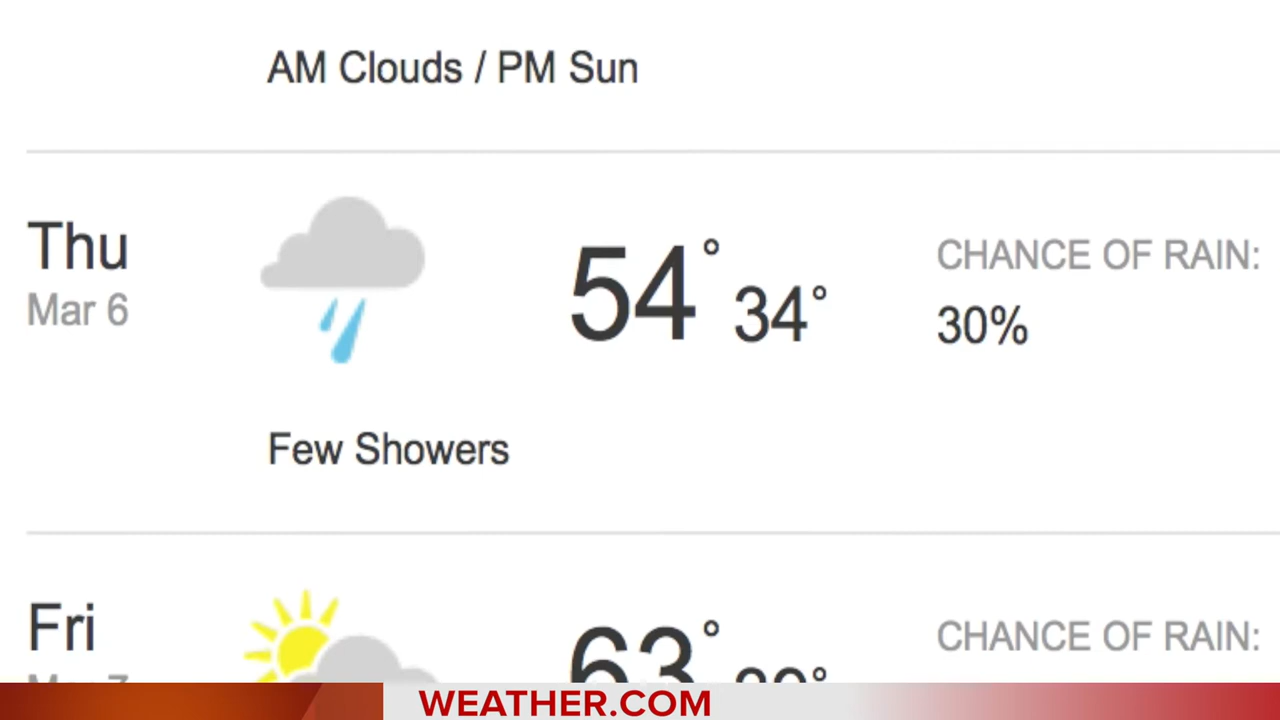 AM Clouds / PM Sun
Thu
Mar 6
54° 34°
CHANCE OF RAIN:
30%
Few Showers
Fri
63°
CHANCE OF RAIN:
WEATHER.COM